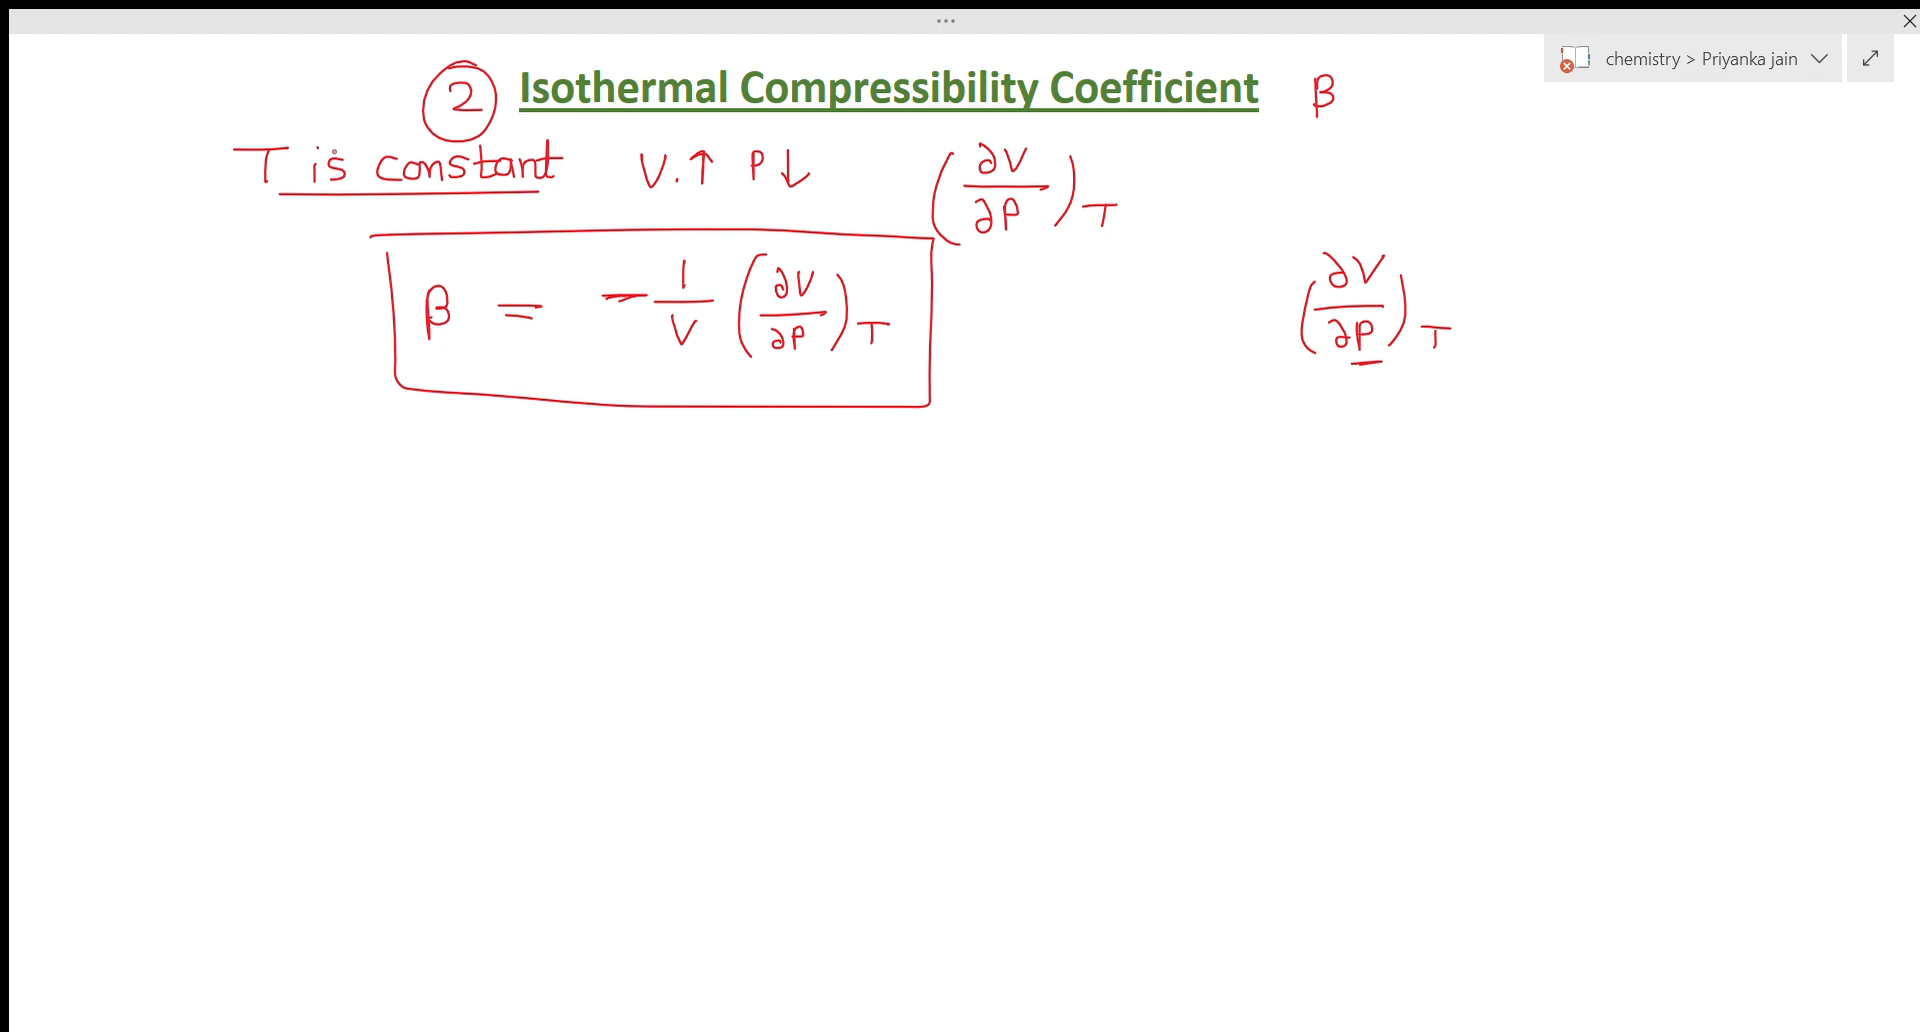 chemistry > Priyanka jain
② Isothermal Compressibility Coefficient β
T is constant V. ↑ P ↓ (∂V/∂P)T
β = - 1/V (∂V/∂P)T (∂V/∂P)T